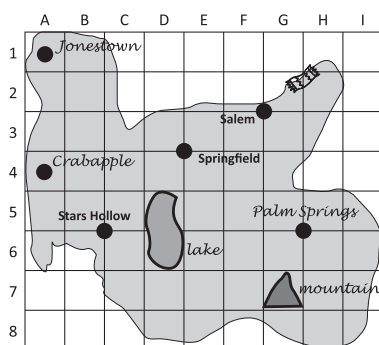 A B C D E F G H I
1 Jonestown
2
Salem
3
Springfield
4 Crabapple
5 Stars Hollow Palm Springs
6 lake
7 mountain
8